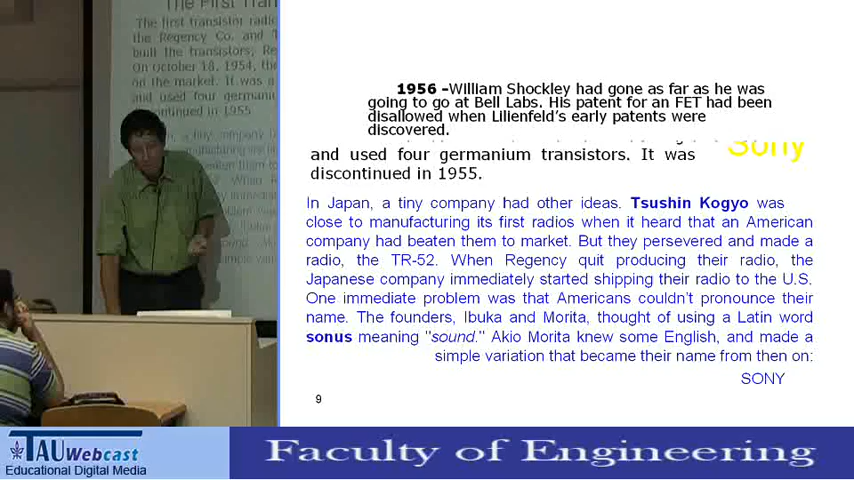 The First Tran
The first transistor radio
the Regency Co. and T
built the transistors, Re
On October 18, 1954, the
on the market. It was a
and used four germani
ntinued in 1955
1956 –William Shockley had gone as far as he was
going to go at Bell Labs. His patent for an FET had been
disallowed when Lilienfeld's early patents were
discovered.
Sony
and used four germanium transistors. It was
discontinued in 1955.
In Japan, a tiny company had other ideas. Tsushin Kogyo was
close to manufacturing its first radios when it heard that an American
company had beaten them to market. But they persevered and made a
radio, the TR-52. When Regency quit producing their radio, the
Japanese company immediately started shipping their radio to the U.S.
One immediate problem was that Americans couldn't pronounce their
name. The founders, Ibuka and Morita, thought of using a Latin word
sonus meaning "sound." Akio Morita knew some English, and made a
simple variation that became their name from then on:
SONY
9
TAU Webcast
Educational Digital Media
Faculty of Engineering